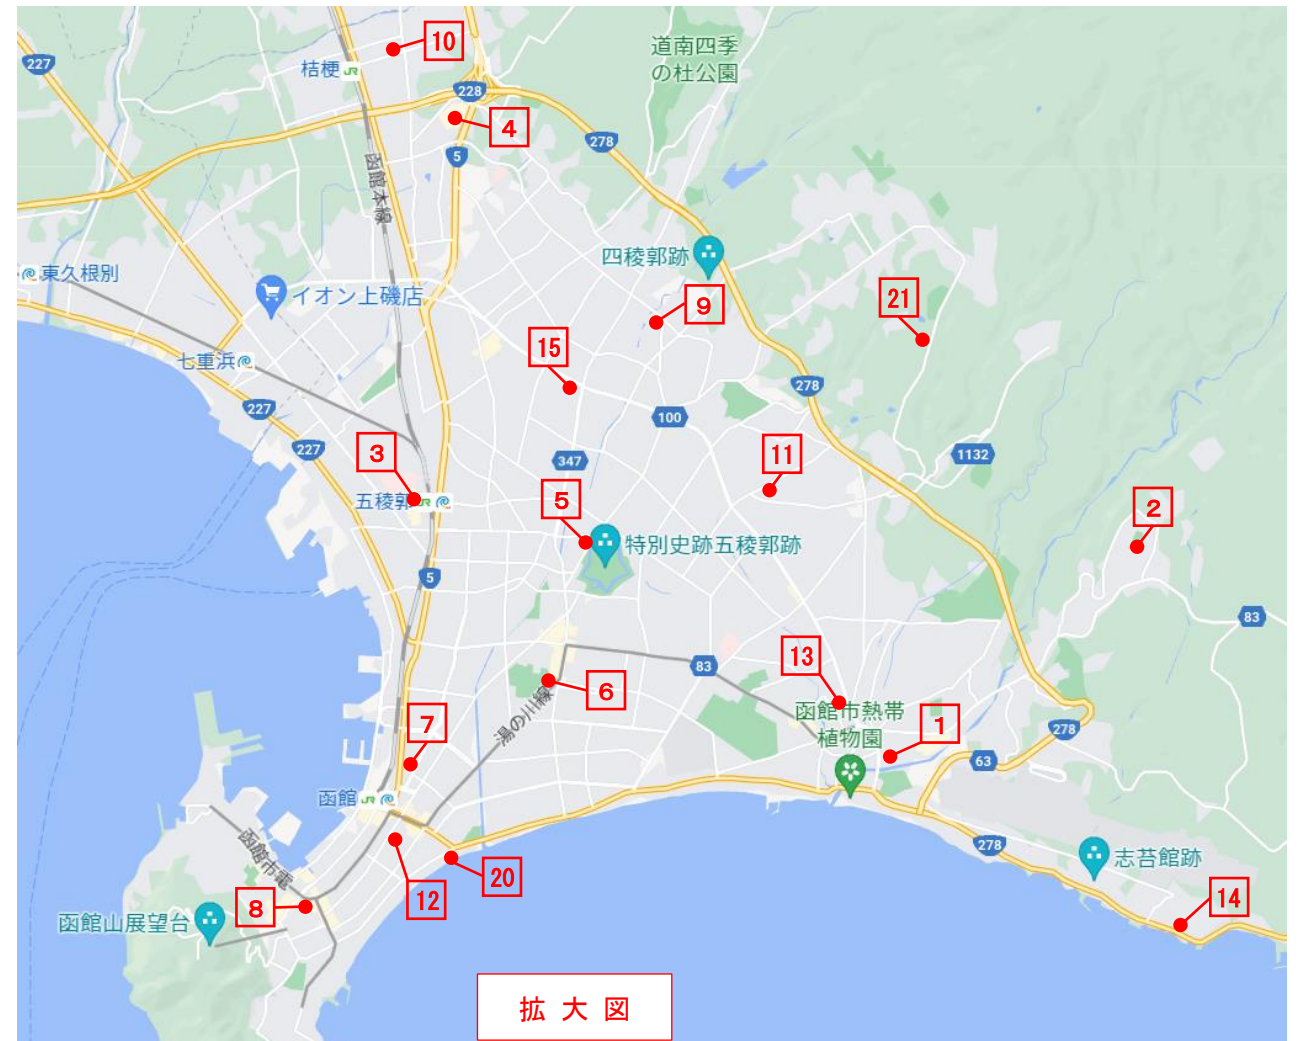 10
道南四季
の杜公園
227
桔梗
JR
228
4
278
5
函館本線
四稜郭跡
東久根別
イオン上磯店
21
9
15
七重浜
278
227
100
227
3
347
11
1132
五稜郭
JR
5
2
特別史跡五稜郭跡
5
83
13
83
6
湯の川線
函館市熱帯
植物園
7
1
278
63
函館
JR
278
志苔館跡
函館市電
20
12
14
8
函館山展望台
拡大図